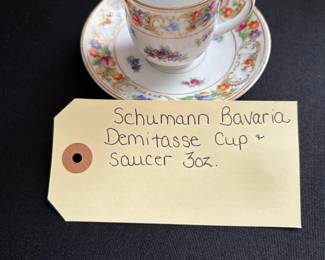 Schumann Bavaria
Demitasse Cup &
Saucer 3oz.